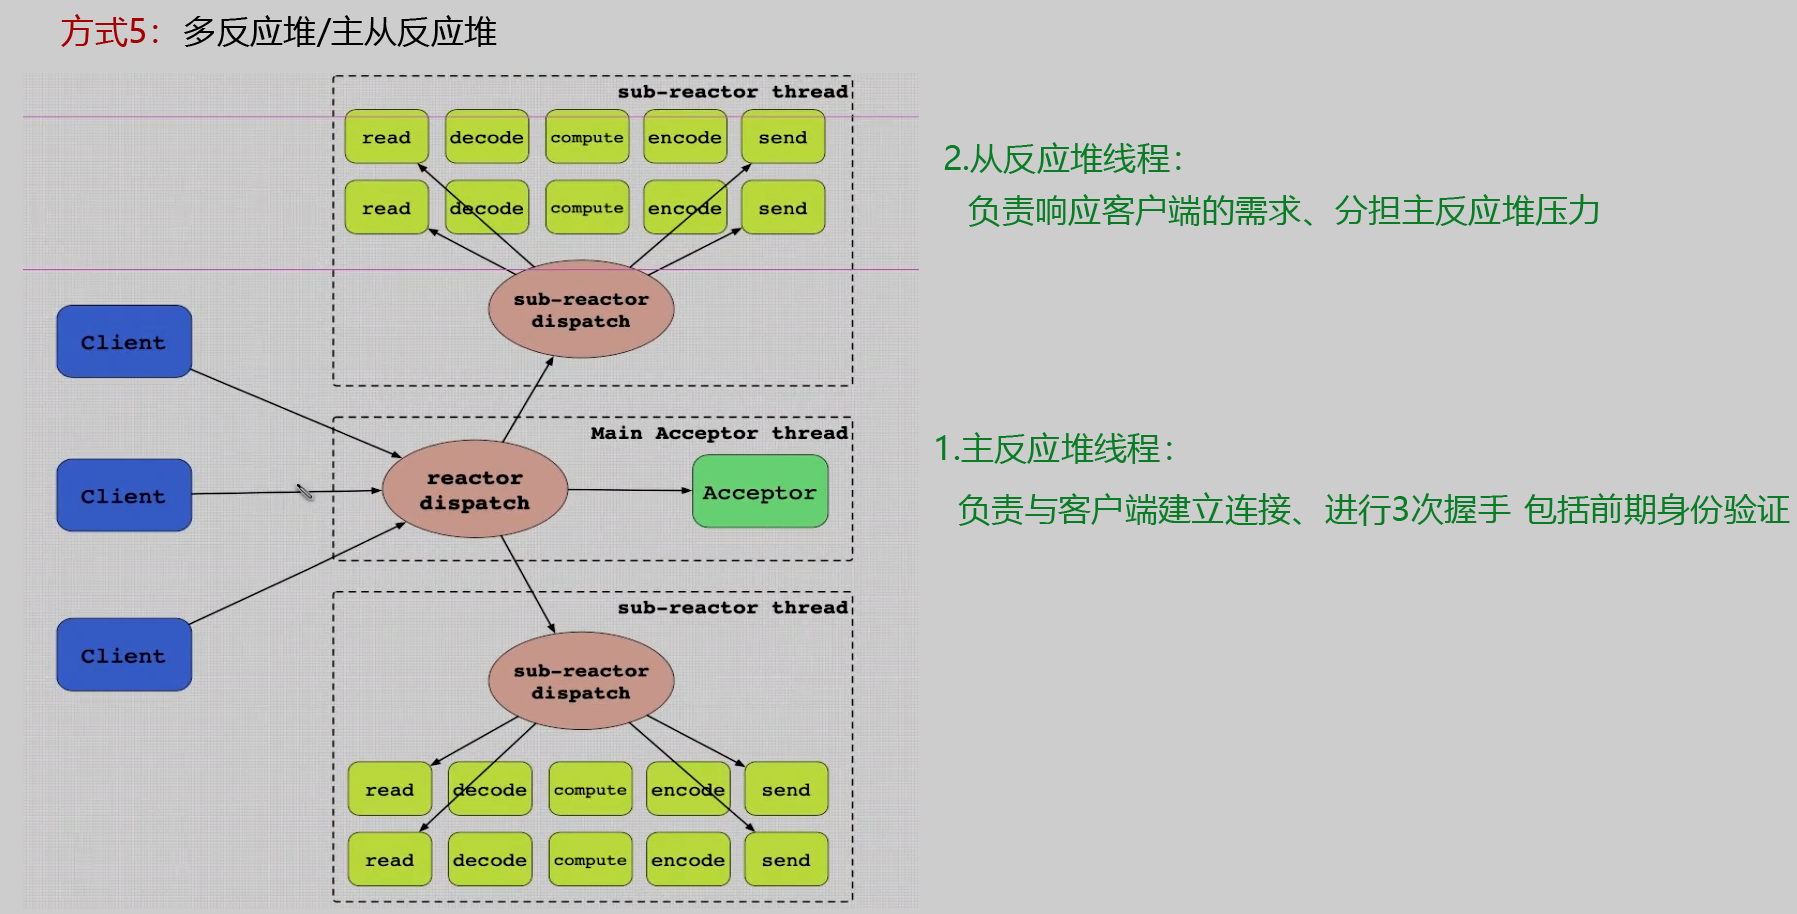 方式5：多反应堆/主从反应堆
sub-reactor thread
read decode compute encode send
read decode compute encode send
sub-reactor
dispatch
2.从反应堆线程：
负责响应客户端的需求、分担主反应堆压力
Client
Client
Client
Main Acceptor thread
reactor
dispatch
Acceptor
1.主反应堆线程：
负责与客户端建立连接、进行3次握手 包括前期身份验证
sub-reactor thread
sub-reactor
dispatch
read decode compute encode send
read decode compute encode send